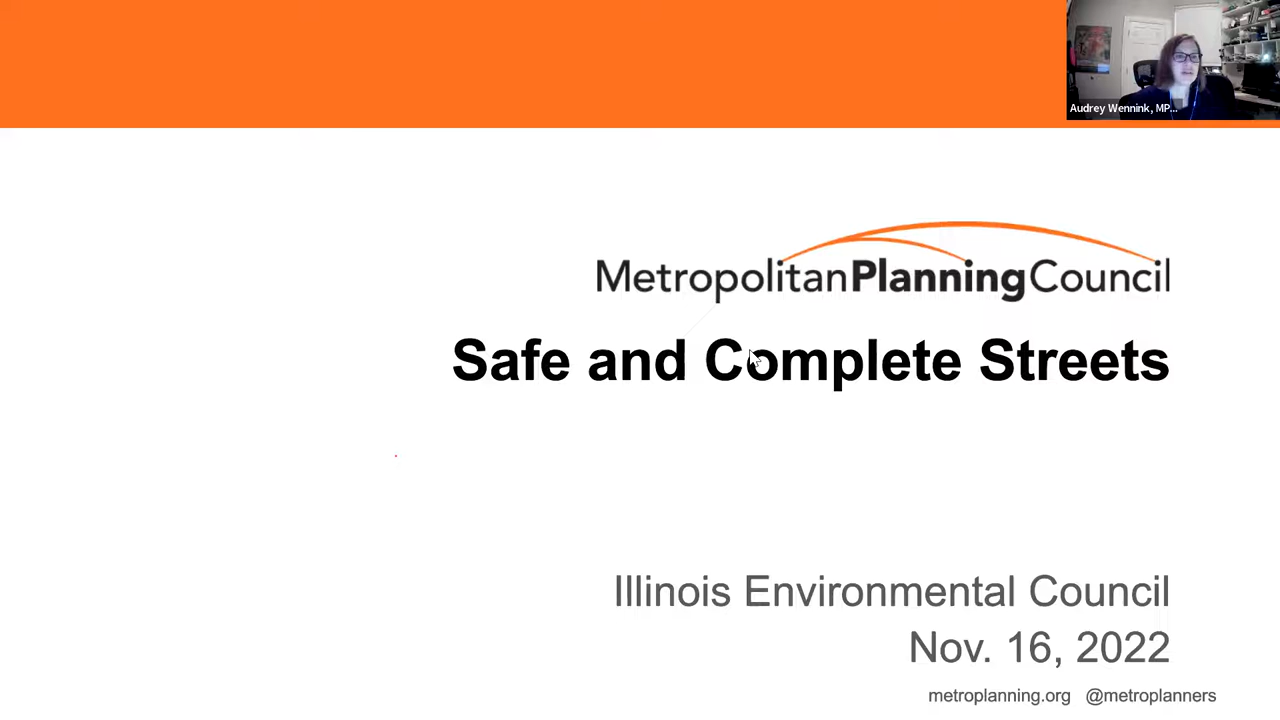 Audrey Wennink, MP...
MetropolitanPlanningCouncil
Safe and Complete Streets
Illinois Environmental Council
Nov. 16, 2022
metroplanning.org @metroplanners